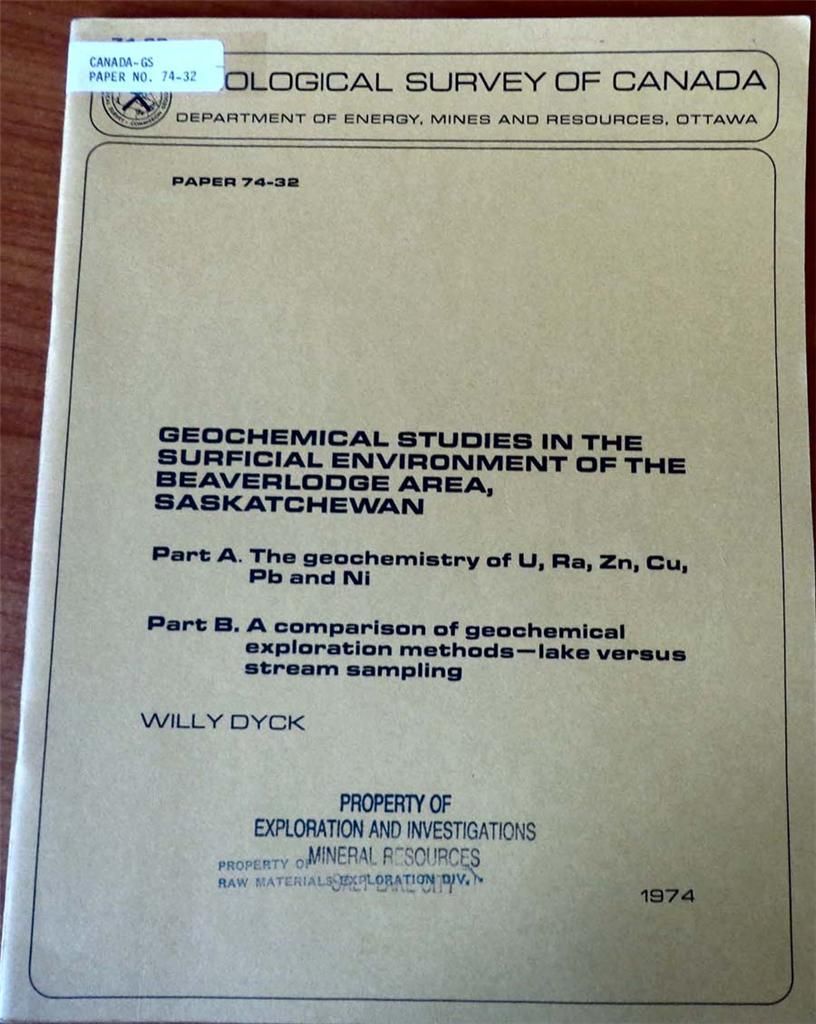 CANADA-GS
PAPER NO. 74-32
OLOGICAL SURVEY OF CANADA
DEPARTMENT OF ENERGY, MINES AND RESOURCES, OTTAWA
PAPER 74-32
GEOCHEMICAL STUDIES IN THE
SURFICIAL ENVIRONMENT OF THE
BEAVERLODGE AREA,
SASKATCHEWAN
Part A. The geochemistry of U, Ra, Zn, Cu,
Pb and Ni
Part B. A comparison of geochemical
exploration methods—lake versus
stream sampling
WILLY DYCK
PROPERTY OF
EXPLORATION AND INVESTIGATIONS
MINERAL RESOURCES
PROPERTY OF
RAW MATERIALS EXPLORATION DIV.
1974